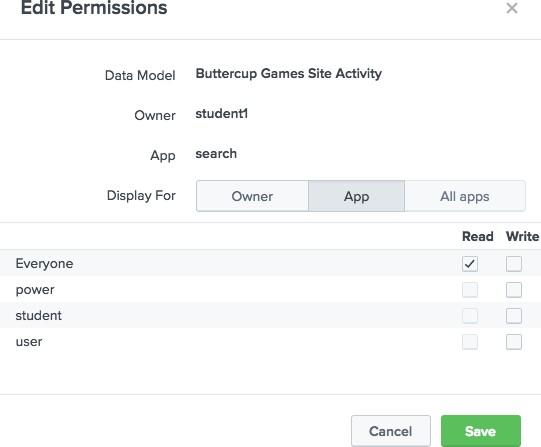 Edit Permissions
Data Model Buttercup Games Site Activity
Owner student1
App search
Display For Owner App All apps
Read Write
Everyone
power
student
user
Cancel Save